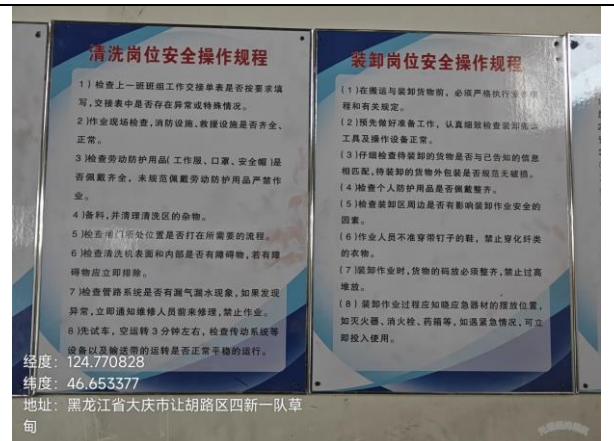 清洗岗位安全操作规程
1)检查上一班班组工作交接单表是否按要求填
写,交接表中是否存在异常或特殊情况。
2)作业现场检查,消防设施、救援设施是否齐全、
正常。
3)检查劳动防护用品(工作服、口罩、安全帽)是
否佩戴齐全,未规范佩戴劳动防护用品严禁作
业。
4)备料,并清理清洗区的杂物。
5)检查闸门所处位置是否打在所需要的流程。
6)检查清洗机表面和内部是否有障碍物,若有障
碍物应立即排除。
7)检查管路系统是否有漏气漏水现象,如果发现
异常,立即通知维修人员前来修理,禁止作业。
8)先试车,空运转3分钟左右,检查传动系统等
设备以及输送带的运转是否正常平稳的运行。
装卸岗位安全操作规程
(1)在搬运与装卸货物前,必须严格执行
程和有关规定。
(2)预先做好准备工作,认真细致检查装卸
工具及操作设备正常。
(3)仔细检查待装卸的货物是否与已告知的信息
相匹配,待装卸的货物外包装是否规范无破损。
(4)检查个人防护用品是否佩戴整齐。
(5)检查装卸区周边是否有影响装卸作业安全的
因素。
(6)作业人员不准穿带钉子的鞋,禁止穿化纤类
的衣物。
(7)装卸作业时,货物的码放必须整齐,禁止过高
堆放。
(8)装卸作业过程应知晓应急器材的摆放位置,
如灭火器、消火栓、药箱等,如遇紧急情况,可立
即投入使用。
经度:124.770828
纬度:46.653377
地址:黑龙江省大庆市让胡路区四新一队草
甸